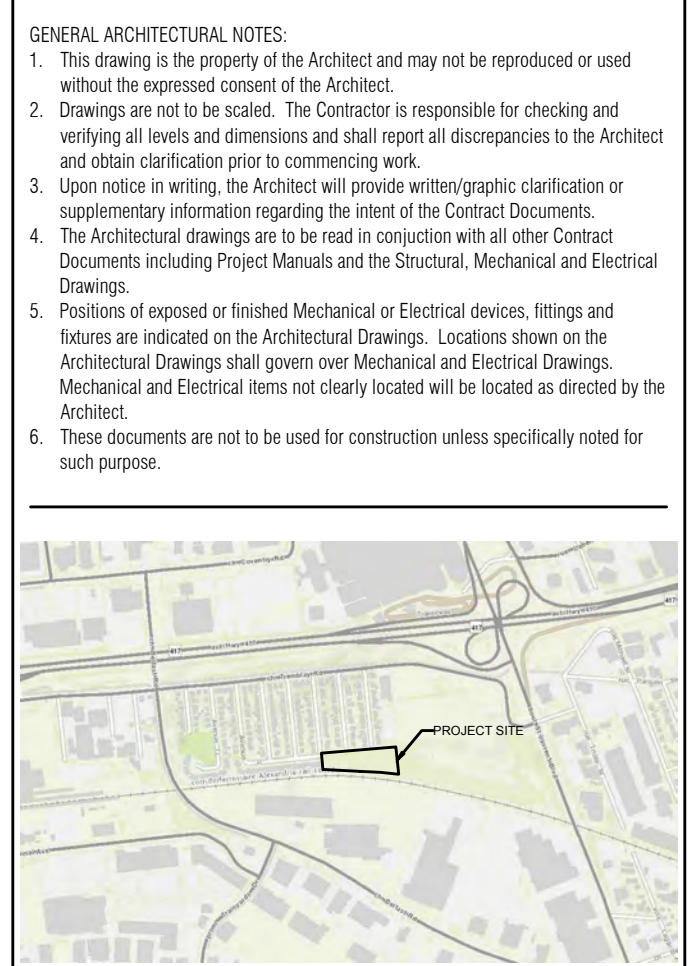 GENERAL ARCHITECTURAL NOTES:
1. This drawing is the property of the Architect and may not be reproduced or used
without the expressed consent of the Architect.
2. Drawings are not to be scaled. The Contractor is responsible for checking and
verifying all levels and dimensions and shall report all discrepancies to the Architect
and obtain clarification prior to commencing work.
3. Upon notice in writing, the Architect will provide written/graphic clarification or
supplementary information regarding the intent of the Contract Documents.
4. The Architectural drawings are to be read in conjuction with all other Contract
Documents including Project Manuals and the Structural, Mechanical and Electrical
Drawings.
5. Positions of exposed or finished Mechanical or Electrical devices, fittings and
fixtures are indicated on the Architectural Drawings. Locations shown on the
Architectural Drawings shall govern over Mechanical and Electrical Drawings.
Mechanical and Electrical items not clearly located will be located as directed by the
Architect.
6. These documents are not to be used for construction unless specifically noted for
such purpose.
417
417
417
PROJECT SITE